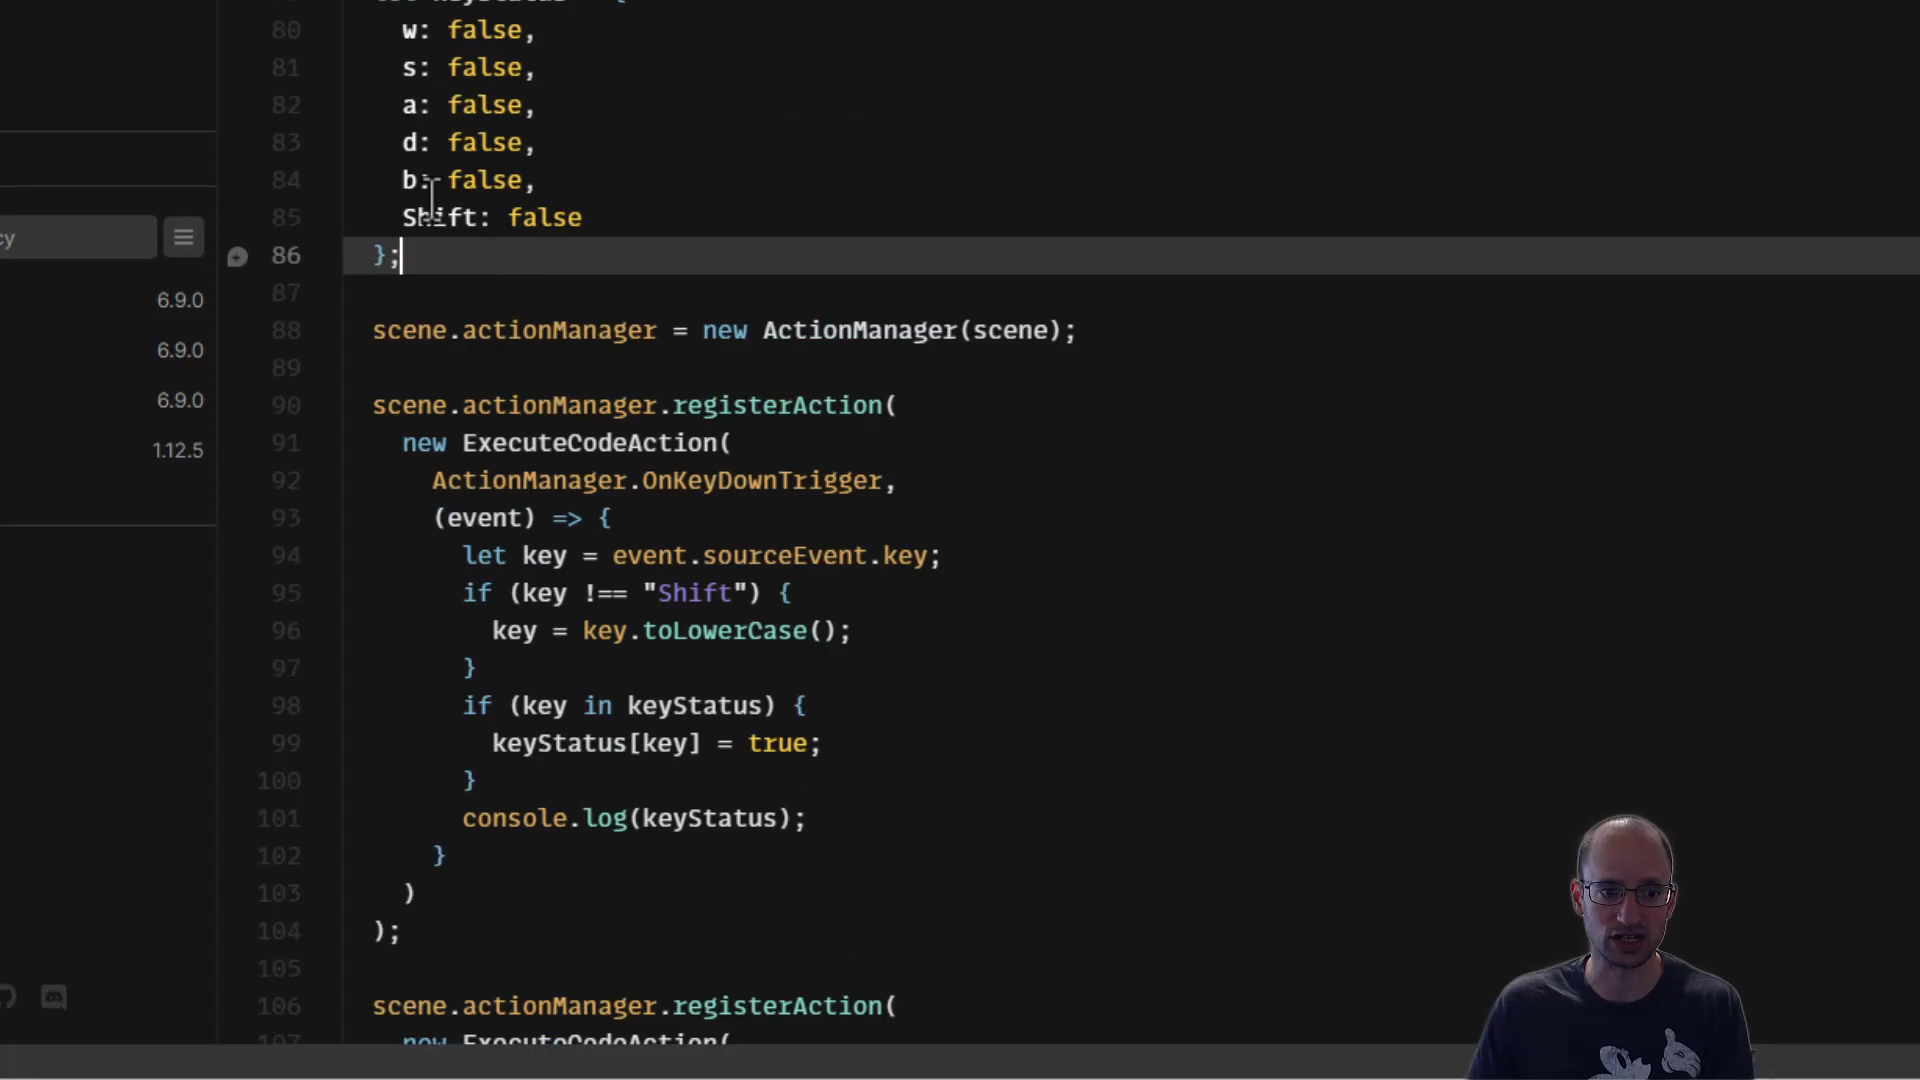 80 w: false,
81 s: false,
82 a: false,
83 d: false,
84 b: false,
85 Shift: false
cy
86 };
87
6.9.0
88 scene.actionManager = new ActionManager(scene);
6.9.0
89
6.9.0
90 scene.actionManager.registerAction(
91 new ExecuteCodeAction(
1.12.5
92 ActionManager.OnKeyDownTrigger,
93 (event) => {
94 let key = event.sourceEvent.key;
95 if (key !== "Shift") {
96 key = key.toLowerCase();
97 }
98 if (key in keyStatus) {
99 keyStatus[key] = true;
100 }
101 console.log(keyStatus);
102 }
103 )
104 );
105
106 scene.actionManager.registerAction(
107 new ExecuteCodeAction(